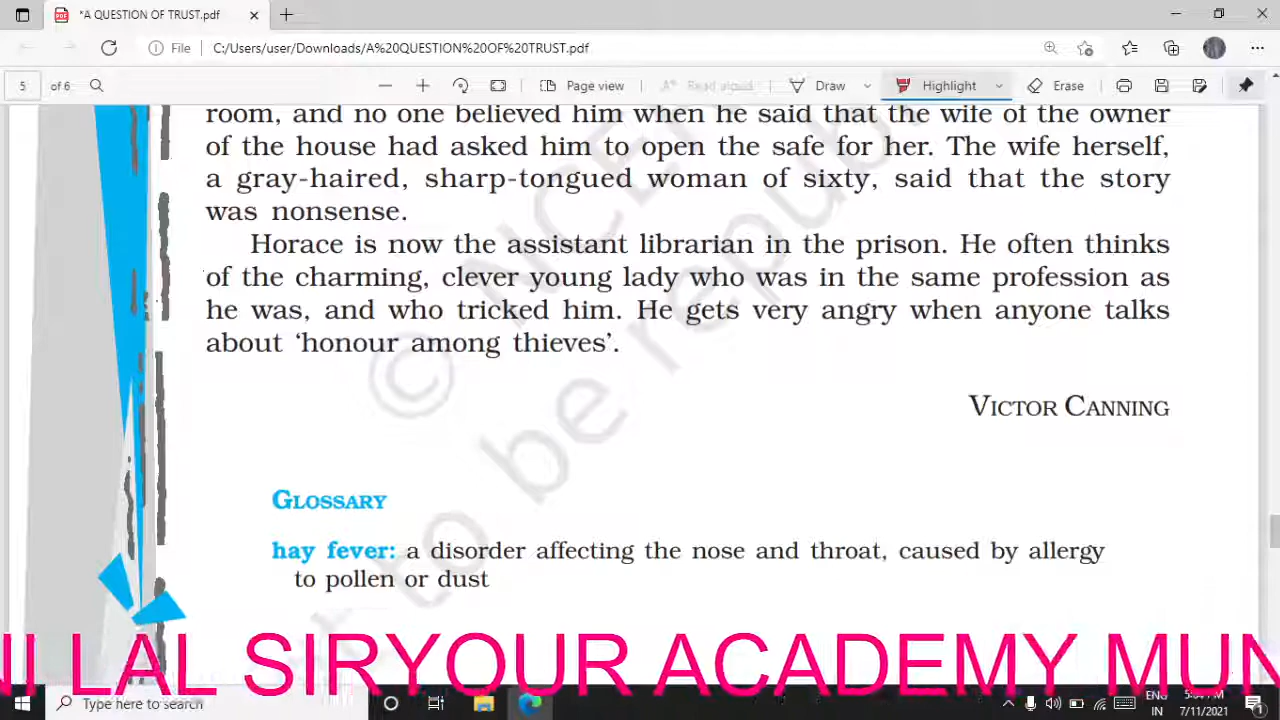 *A QUESTION OF TRUST.pdf
File C:/Users/user/Downloads/A%20QUESTION%20OF%20TRUST.pdf
5 of 6 Page view Read aloud Draw Highlight Erase
room, and no one believed him when he said that the wife of the owner
of the house had asked him to open the safe for her. The wife herself,
a gray-haired, sharp-tongued woman of sixty, said that the story
was nonsense.
Horace is now the assistant librarian in the prison. He often thinks
of the charming, clever young lady who was in the same profession as
he was, and who tricked him. He gets very angry when anyone talks
about ‘honour among thieves’.
VICTOR CANNING
GLOSSARY
hay fever: a disorder affecting the nose and throat, caused by allergy
to pollen or dust
NI LAL SIRYOUR ACADEMY MUN
Type here to search
ENG
IN 7/11/2021
© NCE
to be republ